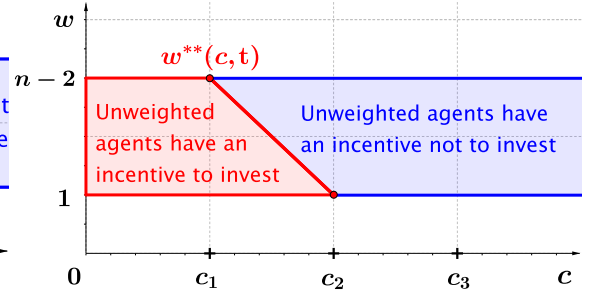 w
w**(c,t)
n − 2
t
Unweighted
agents have an
incentive to invest
Unweighted agents have
an incentive not to invest
e
1
0
c₁
c₂
c₃
c